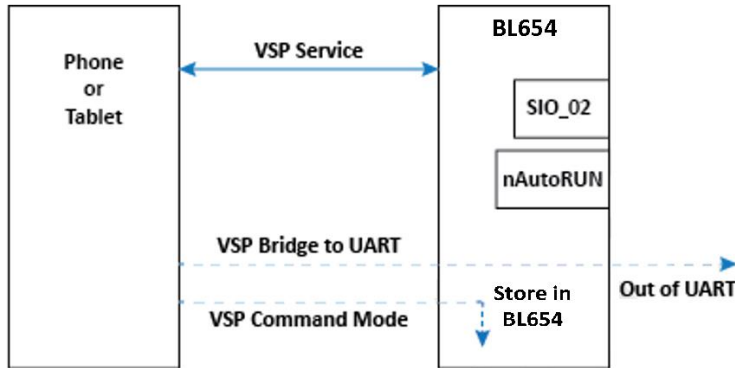 Phone
or
Tablet
VSP Service
BL654
SIO_02
nAutoRUN
VSP Bridge to UART
Out of UART
VSP Command Mode
Store in
BL654